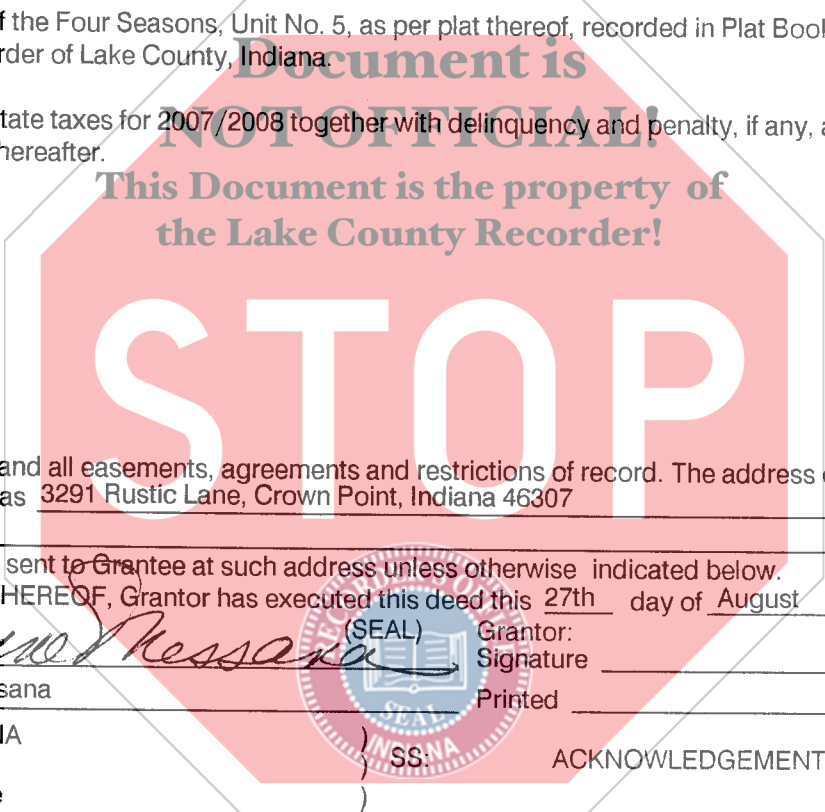 f the Four Seasons, Unit No. 5, as per plat thereof, recorded in Plat Book
rder of Lake County, Indiana.
Document is
tate taxes for 2007/2008 together with delinquency and penalty, if any, a
NOT OFFICIAL!
hereafter.
This Document is the property of
the Lake County Recorder!
STOP
and all easements, agreements and restrictions of record. The address o
as 3291 Rustic Lane, Crown Point, Indiana 46307
sent to Grantee at such address unless otherwise indicated below.
HEREOF, Grantor has executed this deed this 27th day of August
Messana (SEAL) Grantor:
Signature
sana Printed
SEAL
INDIANA
IA ) SS: ACKNOWLEDGEMENT
)
e )